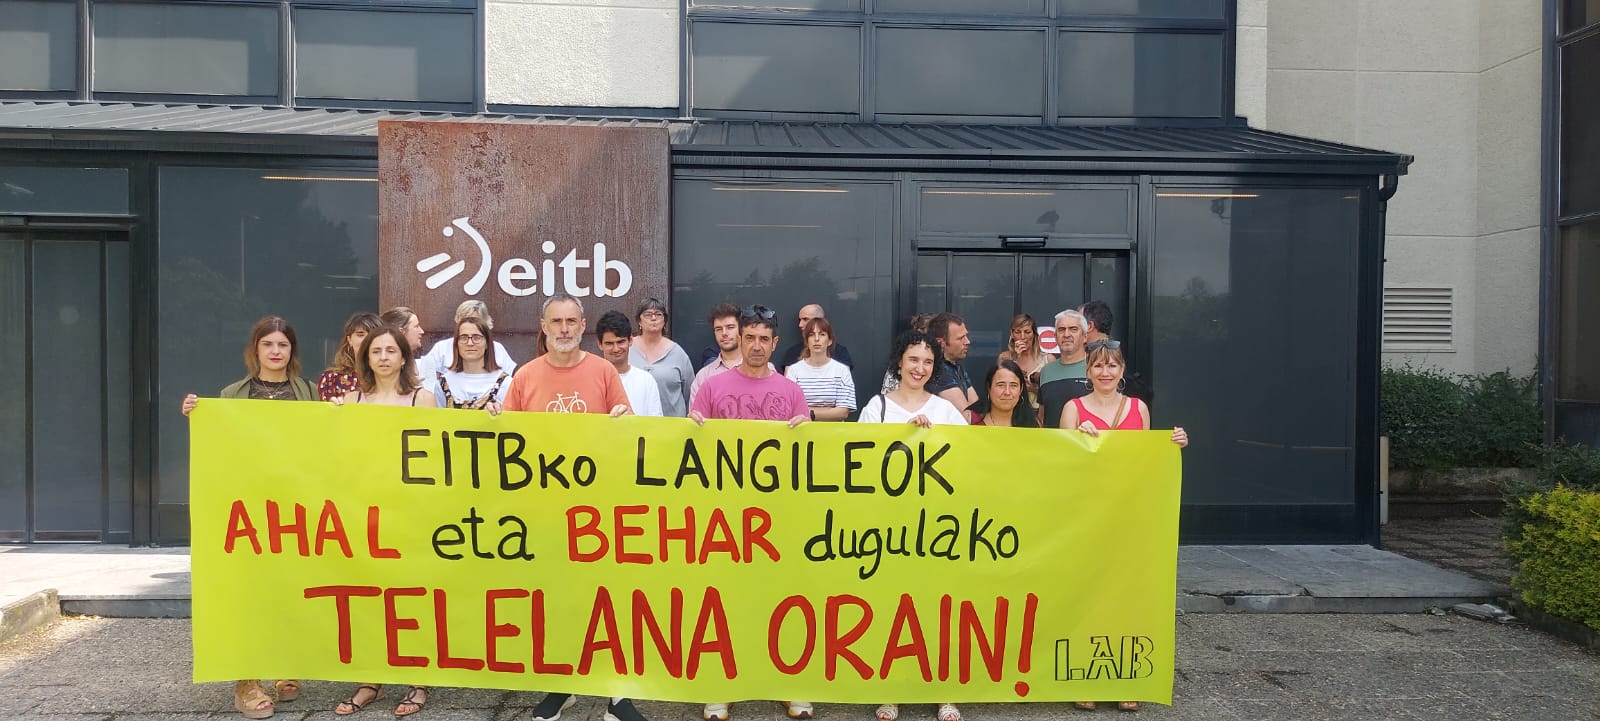 eitb
EITBko LANGILEOK
AHAL eta BEHAR dugulako
TELELANA ORAIN!
LAB